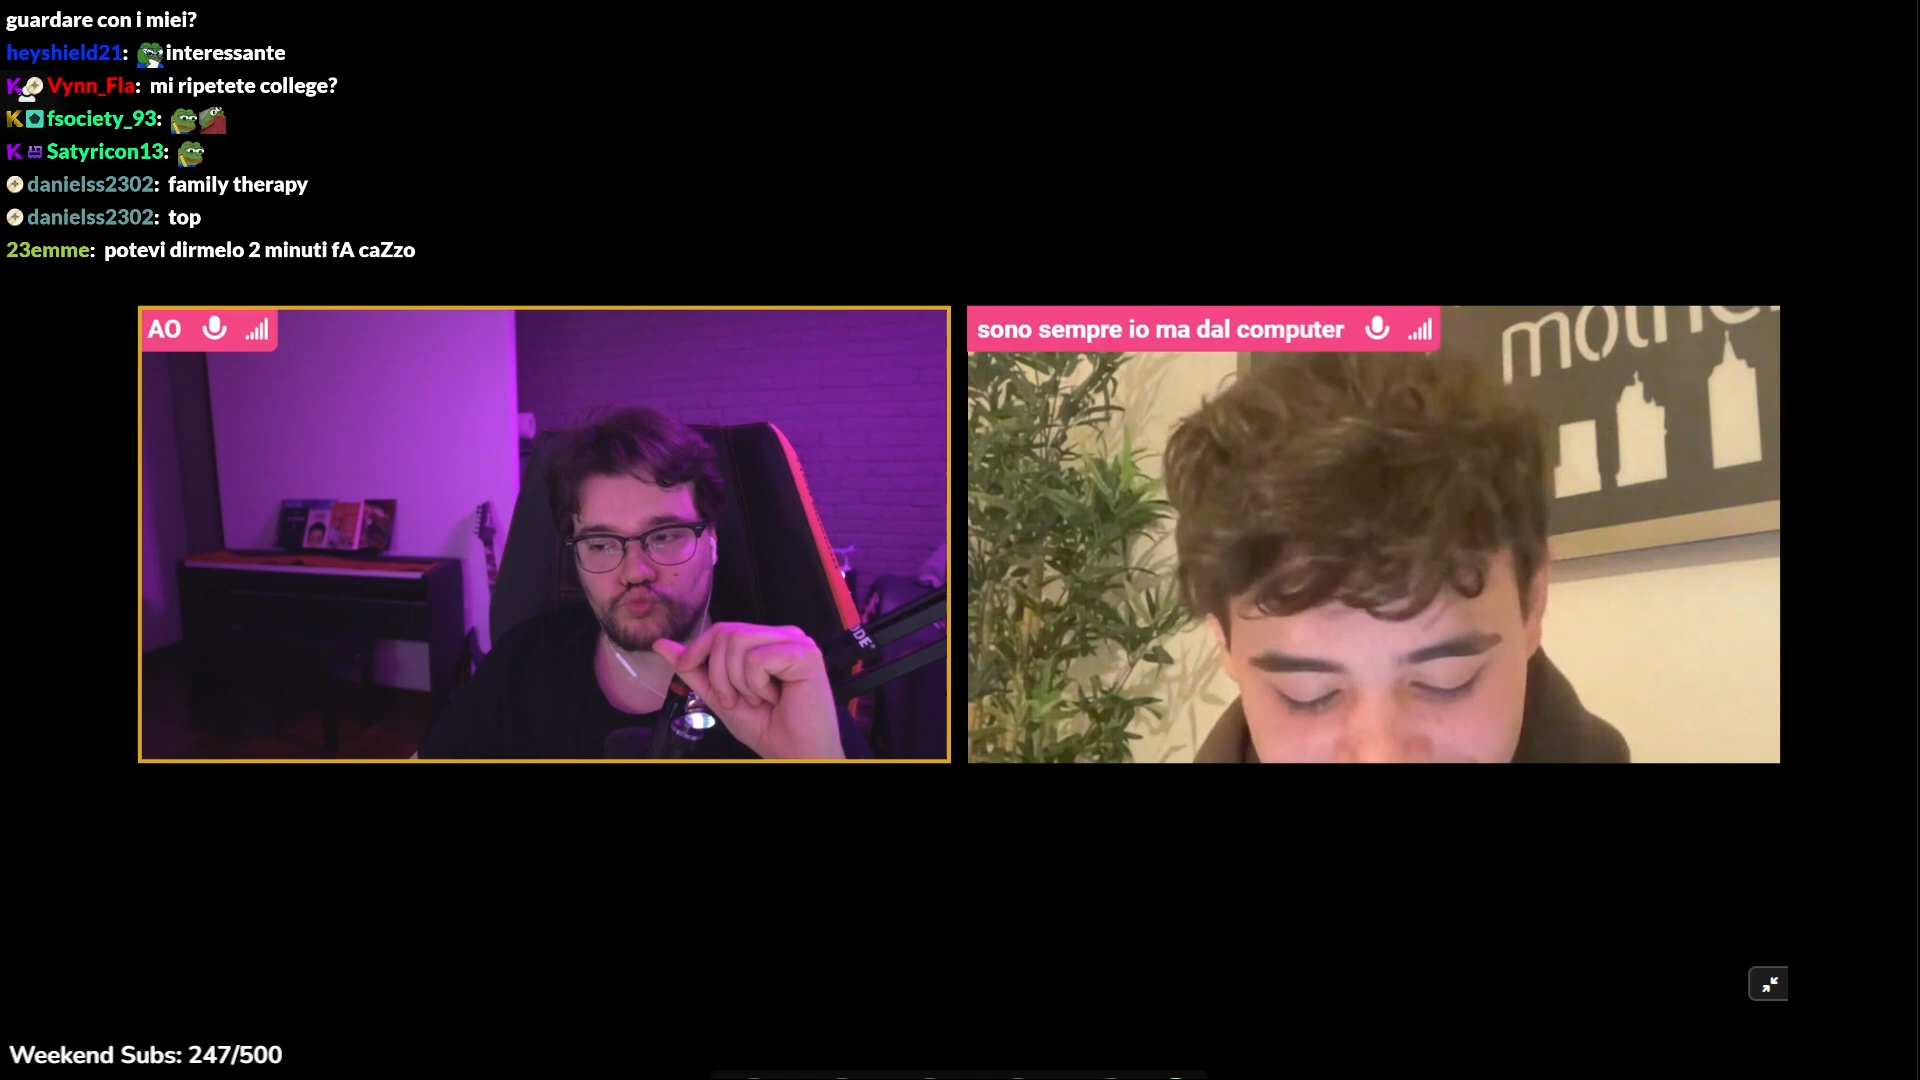 guardare con i miei?
heyshield21: interessante
K Vynn_Fla: mi ripetete college?
K fsociety_93:
K Satyricon13:
danielss2302: family therapy
danielss2302: top
23emme: potevi dirmelo 2 minuti fA caZzo
AO
sono sempre io ma dal computer
Weekend Subs: 247/500